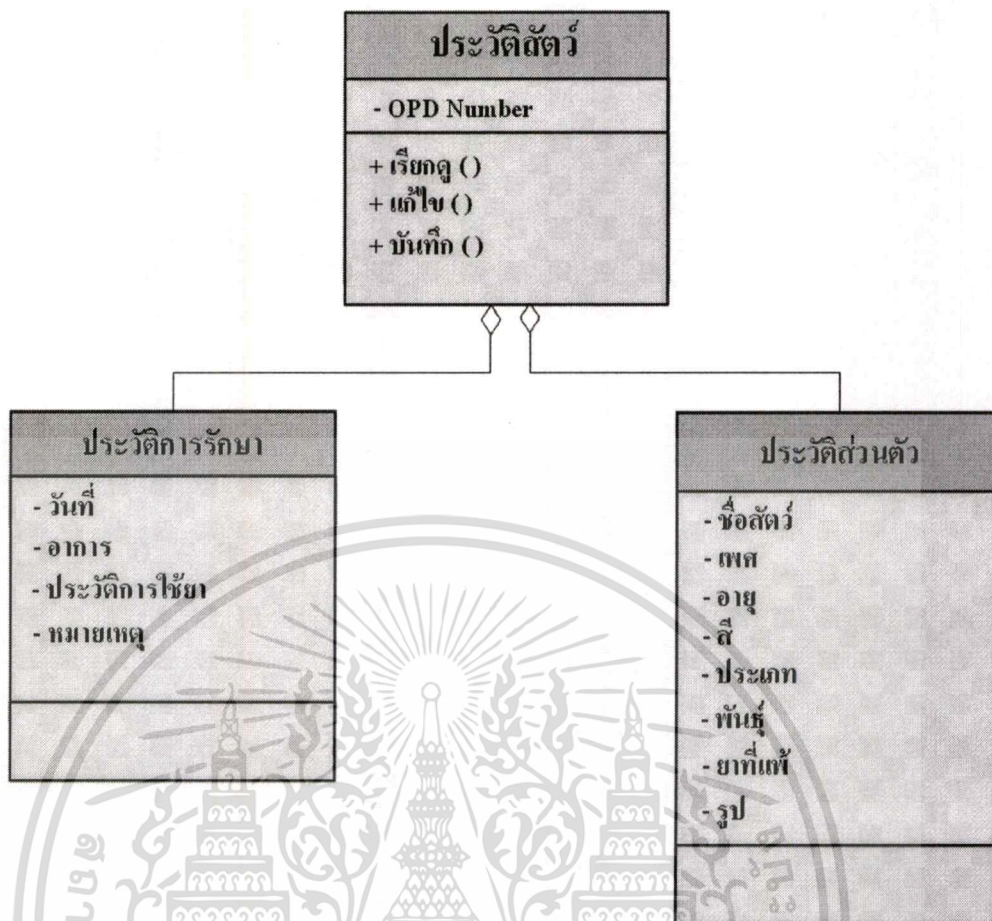 ประวัติสัตว์
- OPD Number
+ เรียกดู ()
+ แก้ไข ()
+ บันทึก ()
ประวัติการรักษา
- วันที่
- อาการ
- ประวัติการใช้ยา
- หมายเหตุ
ประวัติส่วนตัว
- ชื่อสัตว์
- เพศ
- อายุ
- สี
- ประเภท
- พันธุ์
- ยาที่แพ้
- รูป